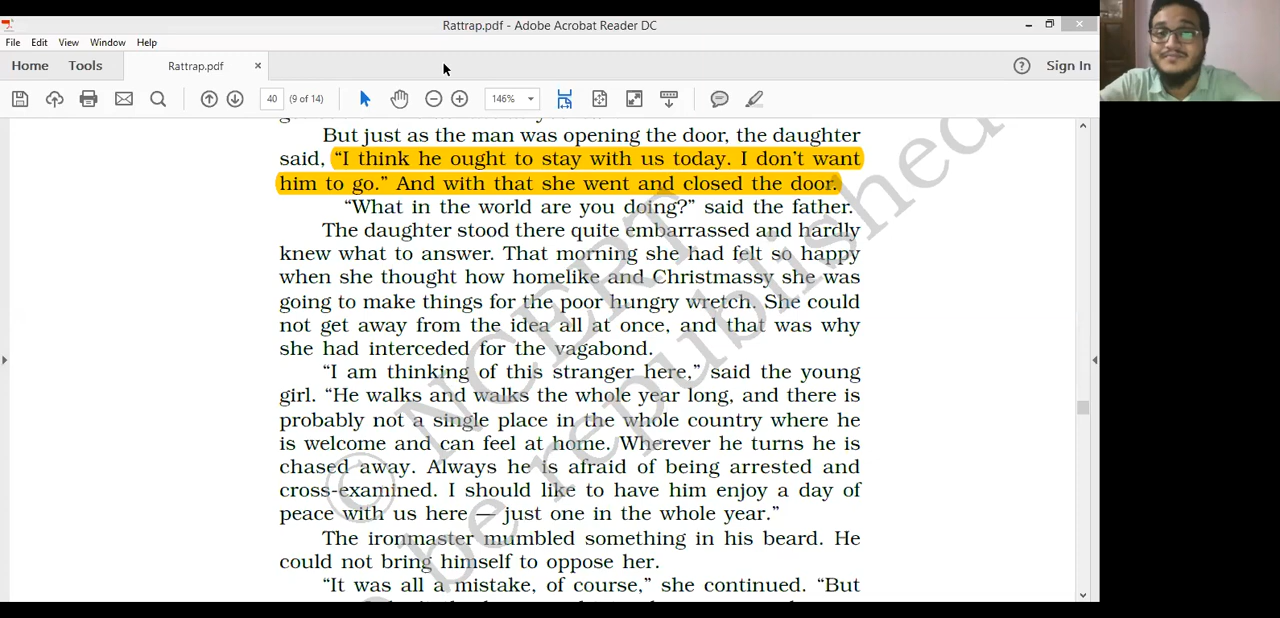 Rattrap.pdf - Adobe Acrobat Reader DC
File Edit View Window Help
Home Tools Rattrap.pdf × Sign In
40 (9 of 14) 146%
But just as the man was opening the door, the daughter
said, “I think he ought to stay with us today. I don’t want
him to go.” And with that she went and closed the door.
“What in the world are you doing?” said the father.
The daughter stood there quite embarrassed and hardly
knew what to answer. That morning she had felt so happy
when she thought how homelike and Christmassy she was
going to make things for the poor hungry wretch. She could
not get away from the idea all at once, and that was why
she had interceded for the vagabond.
“I am thinking of this stranger here,” said the young
girl. “He walks and walks the whole year long, and there is
probably not a single place in the whole country where he
is welcome and can feel at home. Wherever he turns he is
chased away. Always he is afraid of being arrested and
cross-examined. I should like to have him enjoy a day of
peace with us here — just one in the whole year.”
The ironmaster mumbled something in his beard. He
could not bring himself to oppose her.
“It was all a mistake, of course,” she continued. “But
© NCERT
be republished